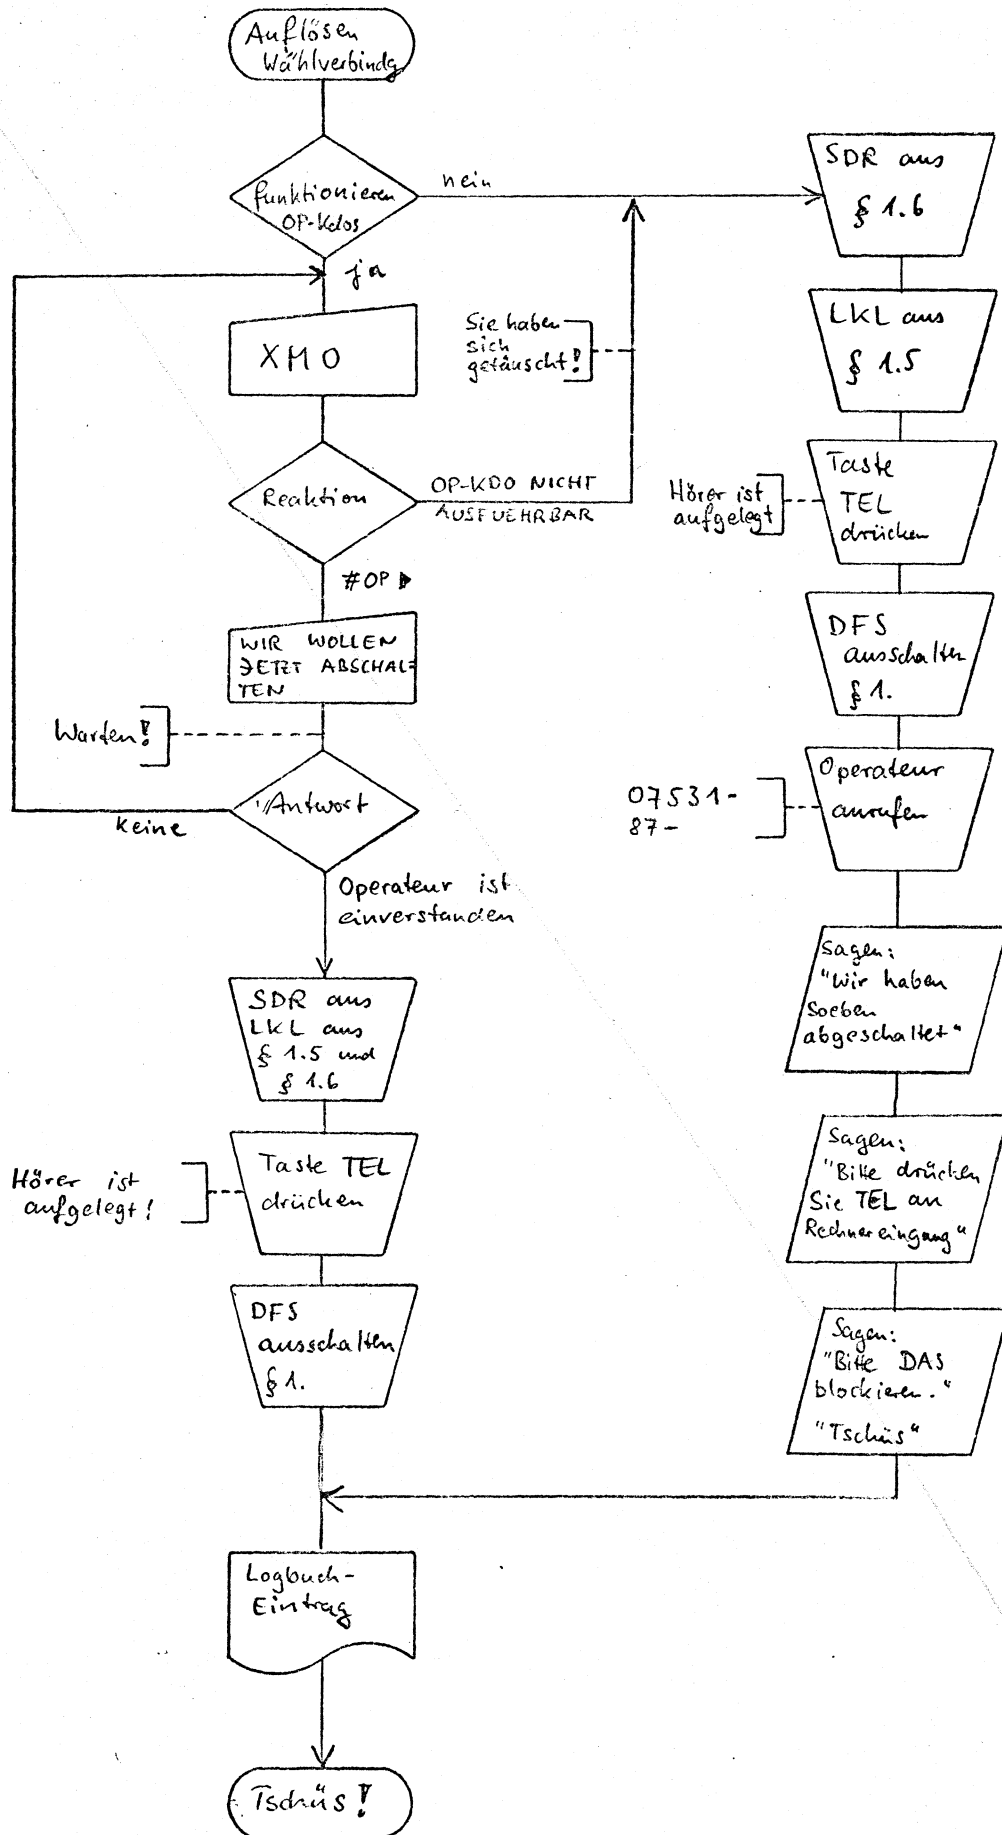 Auflösen
Wählverbindg
funktionieren
OP-Kdos
nein
ja
XMO
Sie haben
sich
getäuscht!
Reaktion
OP-KDO NICHT
AUSFUEHRBAR
#OP
WIR WOLLEN
JETZT ABSCHAL=
TEN
Warten!
Antwort
keine
Operateur ist
einverstanden
SDR aus
LKL aus
§ 1.5 und
§ 1.6
Hörer ist
aufgelegt!
Taste TEL
drücken
DFS
ausschalten
§ 1.
SDR aus
§ 1.6
LKL aus
§ 1.5
Hörer ist
aufgelegt
Taste
TEL
drücken
DFS
ausschalten
§ 1.
07531-
87-
Operateur
anrufen
Sagen:
"Wir haben
soeben
abgeschaltet"
Sagen:
"Bitte drücken
Sie TEL an
Rechnereingang"
Sagen:
"Bitte DAS
blockieren."
"Tschüs"
Logbuch-
Eintrag
Tschüs!